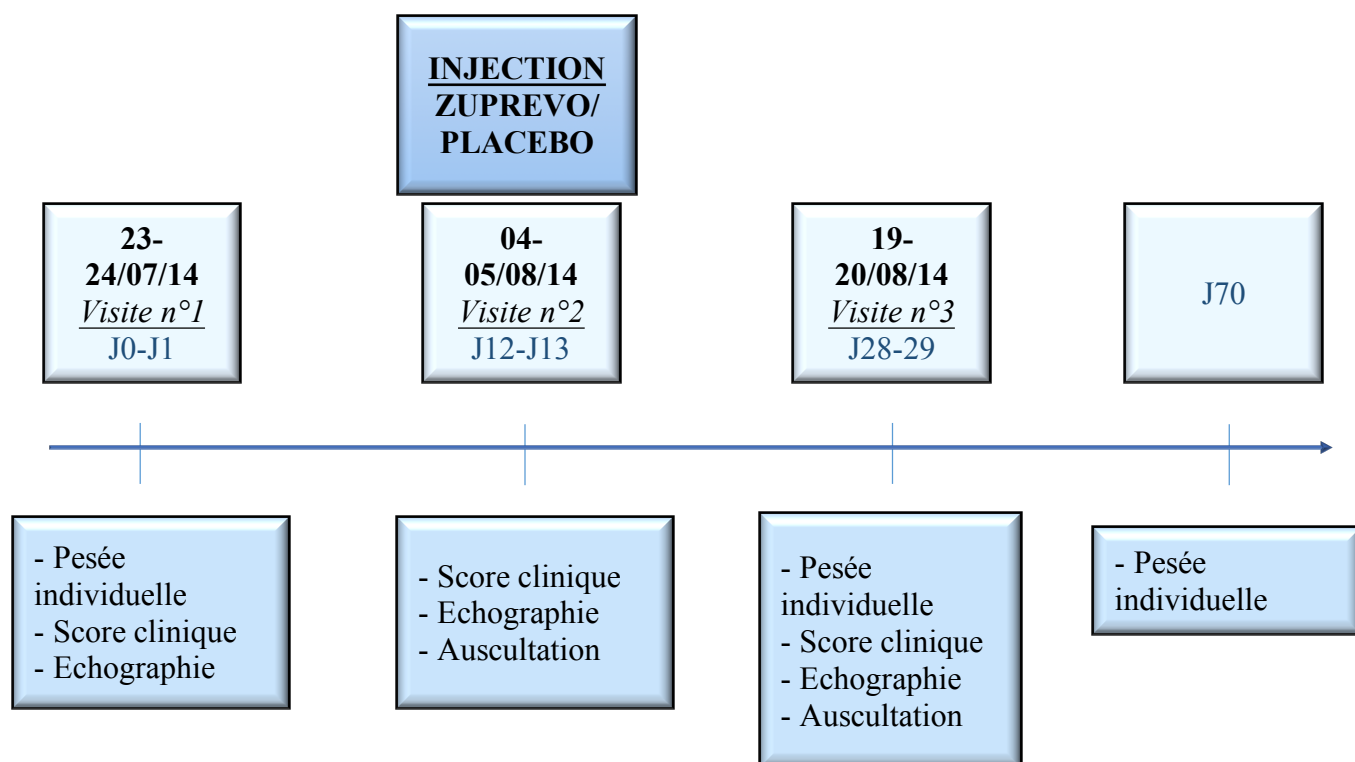 INJECTION
ZUPREVO/
PLACEBO
23-
24/07/14
Visite n°1
J0-J1
04-
05/08/14
Visite n°2
J12-J13
19-
20/08/14
Visite n°3
J28-29
J70
- Pesée
individuelle
- Score clinique
- Echographie
- Score clinique
- Echographie
- Auscultation
- Pesée
individuelle
- Score clinique
- Echographie
- Auscultation
- Pesée
individuelle